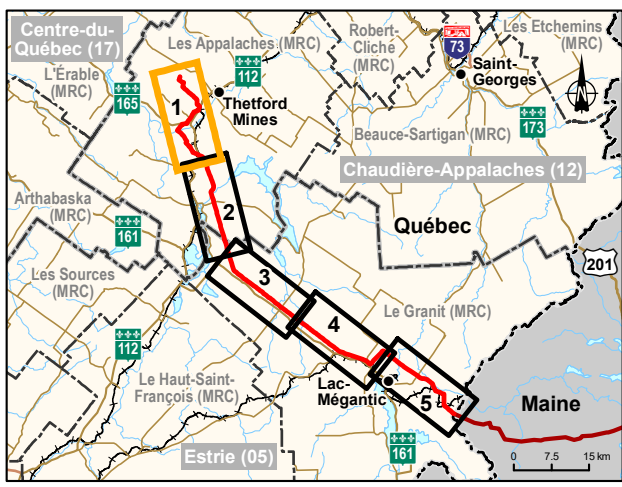 Centre-du-
Québec (17)
Les Appalaches (MRC)
Robert-
Cliché
(MRC)
73
Les Etchemins
(MRC)
L'Érable
(MRC)
112
Saint-
Georges
165
1
Thetford
Mines
173
Beauce-Sartigan (MRC)
Chaudière-Appalaches (12)
Arthabaska
(MRC)
2
161
Québec
201
Les Sources
(MRC)
3
4
Le Granit (MRC)
112
Le Haut-Saint-
François (MRC)
Lac-
Mégantic
5
Maine
Estrie (05)
161
0 7.5 15 km